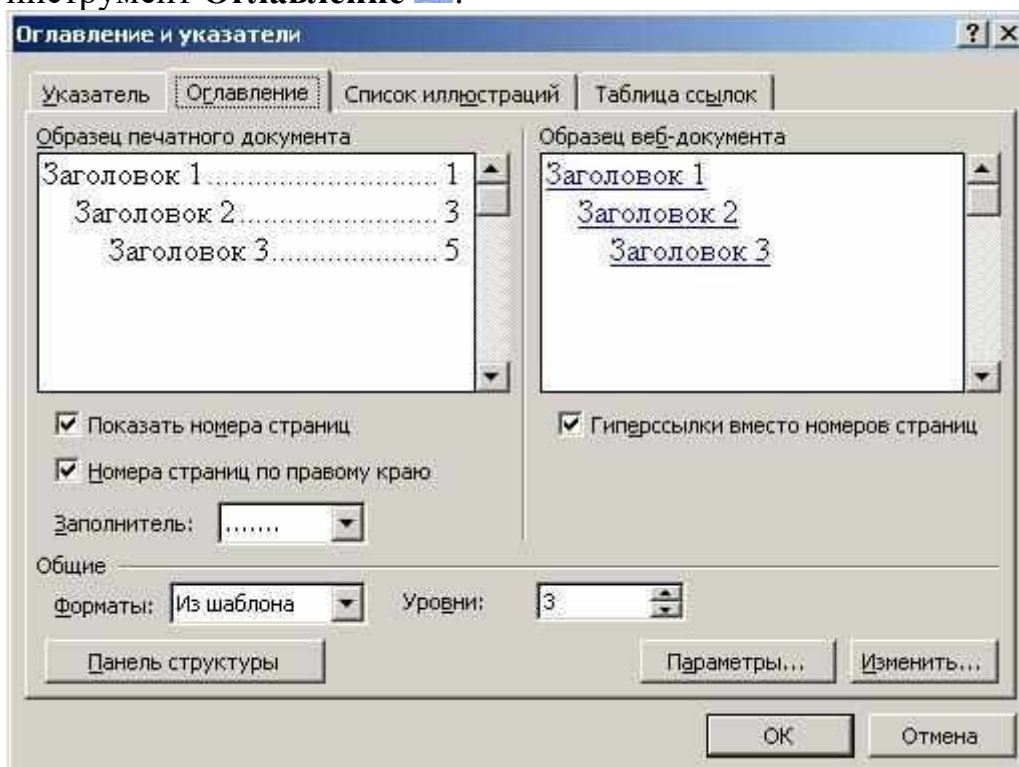 инструмент Оглавление .
Оглавление и указатели
Указатель Оглавление Список иллюстраций Таблица ссылок
Образец печатного документа Образец веб-документа
Заголовок 1........................... 1 Заголовок 1
Заголовок 2........................ 3 Заголовок 2
Заголовок 3.................... 5 Заголовок 3
Показать номера страниц Гиперссылки вместо номеров страниц
Номера страниц по правому краю
Заполнитель: .......
Общие
Форматы: Из шаблона Уровни: 3
Панель структуры Параметры... Изменить...
ОК Отмена